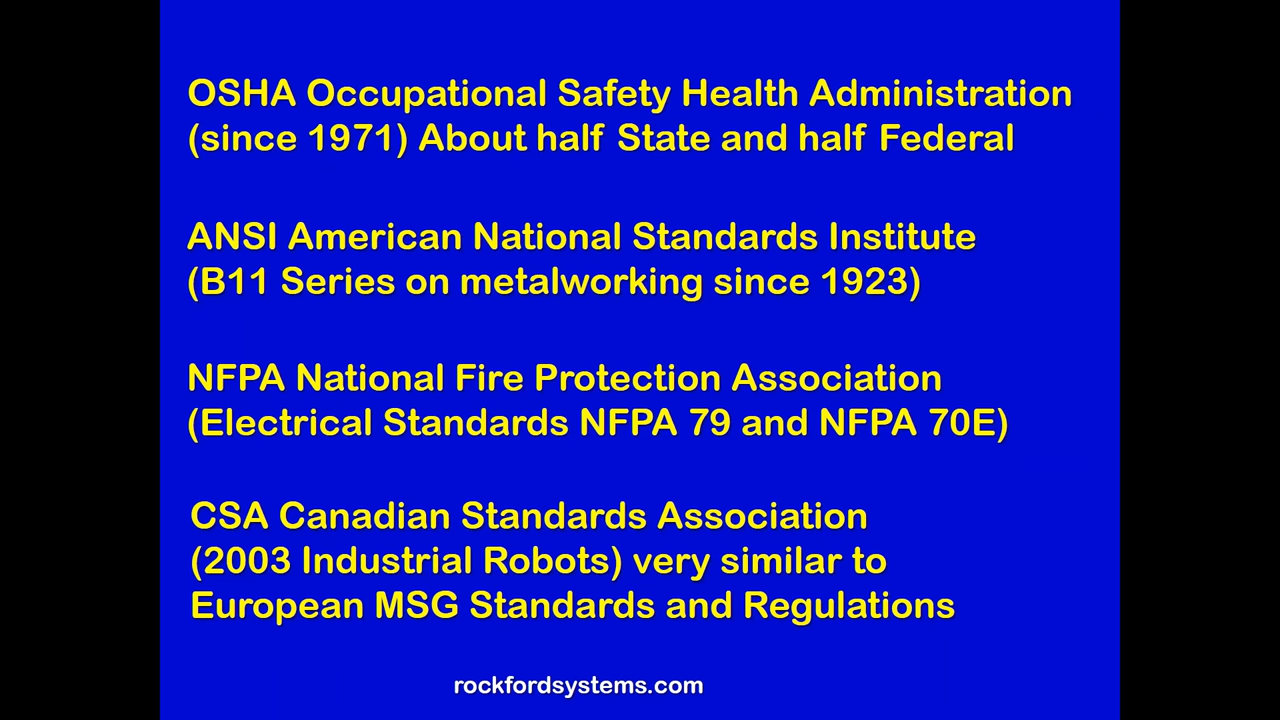 OSHA Occupational Safety Health Administration
(since 1971) About half State and half Federal
ANSI American National Standards Institute
(B11 Series on metalworking since 1923)
NFPA National Fire Protection Association
(Electrical Standards NFPA 79 and NFPA 70E)
CSA Canadian Standards Association
(2003 Industrial Robots) very similar to
European MSG Standards and Regulations
rockfordsystems.com